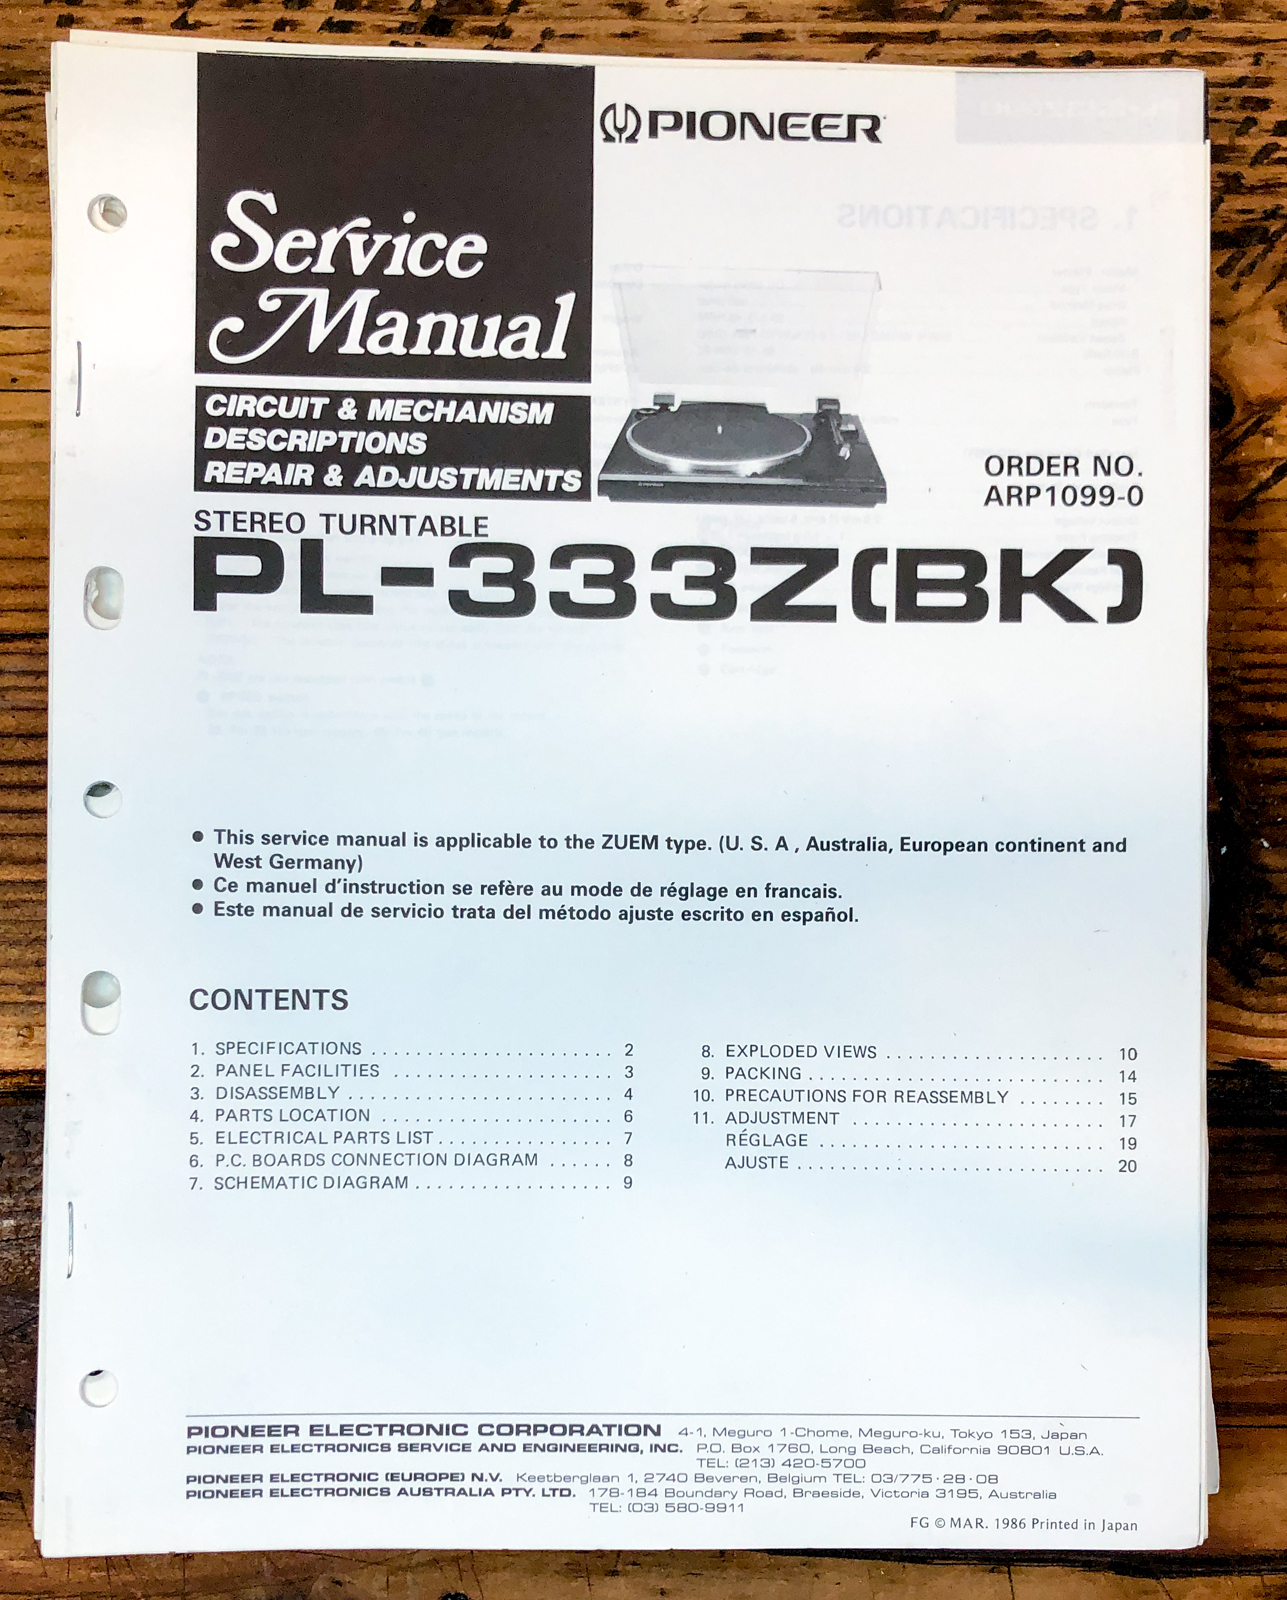 PIONEER
Service
Manual
CIRCUIT & MECHANISM
DESCRIPTIONS
REPAIR & ADJUSTMENTS
ORDER NO.
ARP1099-0
STEREO TURNTABLE
PL-333Z(BK)
1. SPECIFICATIONS
● This service manual is applicable to the ZUEM type. (U. S. A , Australia, European continent and
West Germany)
● Ce manuel d'instruction se refère au mode de réglage en francais.
● Este manual de servicio trata del método ajuste escrito en español.
CONTENTS
1. SPECIFICATIONS . . . . . . . . . . . . . . . . . . . . . . 2
2. PANEL FACILITIES . . . . . . . . . . . . . . . . . . . . 3
3. DISASSEMBLY . . . . . . . . . . . . . . . . . . . . . . . . 4
4. PARTS LOCATION . . . . . . . . . . . . . . . . . . . . . 6
5. ELECTRICAL PARTS LIST . . . . . . . . . . . . . . . . 7
6. P.C. BOARDS CONNECTION DIAGRAM . . . . . . 8
7. SCHEMATIC DIAGRAM . . . . . . . . . . . . . . . . . . 9
8. EXPLODED VIEWS . . . . . . . . . . . . . . . . . . . . 10
9. PACKING . . . . . . . . . . . . . . . . . . . . . . . . . . . 14
10. PRECAUTIONS FOR REASSEMBLY . . . . . . . . 15
11. ADJUSTMENT . . . . . . . . . . . . . . . . . . . . . . . 17
RÉGLAGE . . . . . . . . . . . . . . . . . . . . . . . . . . 19
AJUSTE . . . . . . . . . . . . . . . . . . . . . . . . . . . . 20
PIONEER ELECTRONIC CORPORATION 4-1, Meguro 1-Chome, Meguro-ku, Tokyo 153, Japan
PIONEER ELECTRONICS SERVICE AND ENGINEERING, INC. P.O. Box 1760, Long Beach, California 90801 U.S.A.
TEL: (213) 420-5700
PIONEER ELECTRONIC (EUROPE) N.V. Keetberglaan 1, 2740 Beveren, Belgium TEL: 03/775·28·08
PIONEER ELECTRONICS AUSTRALIA PTY. LTD. 178-184 Boundary Road, Braeside, Victoria 3195, Australia
TEL: (03) 580-9911
FG © MAR. 1986 Printed in Japan